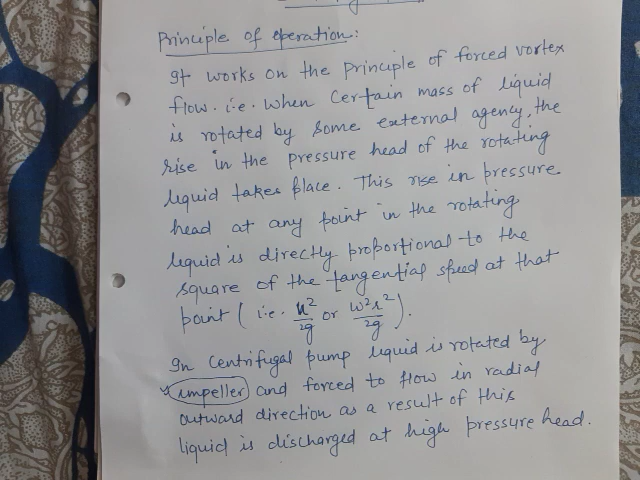 Principle of operation:
It works on the principle of forced vortex
flow. i.e. when certain mass of liquid
is rotated by some external agency, the
rise in the pressure head of the rotating
liquid takes place. This rise in pressure
head at any point in the rotating
liquid is directly proportional to the
square of the tangential speed at that
point ( i.e. u²/2g or ω²r²/2g ).
In centrifugal pump liquid is rotated by
impeller and forced to flow in radial
outward direction as a result of this
liquid is discharged at high pressure head.